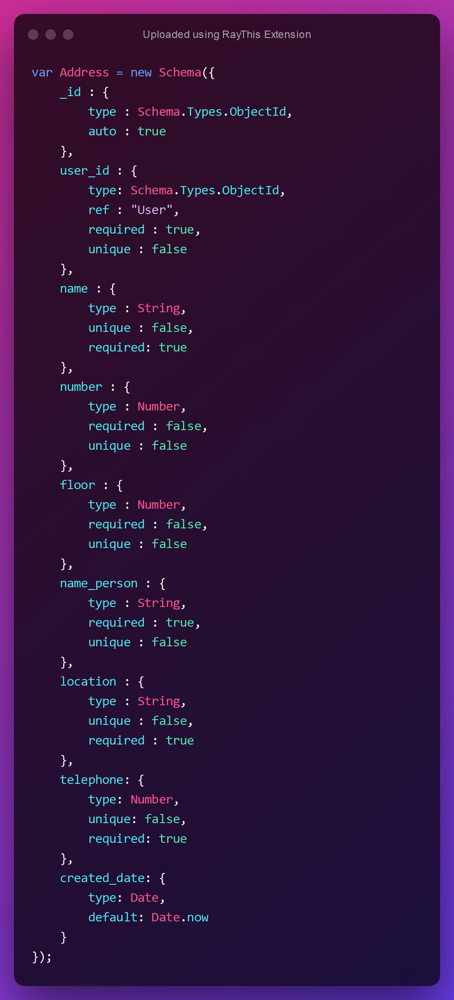 Uploaded using RayThis Extension
var Address = new Schema({
    _id : {
        type : Schema.Types.ObjectId,
        auto : true
    },
    user_id : {
        type: Schema.Types.ObjectId,
        ref : "User",
        required : true,
        unique : false
    },
    name : {
        type : String,
        unique : false,
        required: true
    },
    number : {
        type : Number,
        required : false,
        unique : false
    },
    floor : {
        type : Number,
        required : false,
        unique : false
    },
    name_person : {
        type : String,
        required : true,
        unique : false
    },
    location : {
        type : String,
        unique : false,
        required : true
    },
    telephone: {
        type: Number,
        unique: false,
        required: true
    },
    created_date: {
        type: Date,
        default: Date.now
    }
});